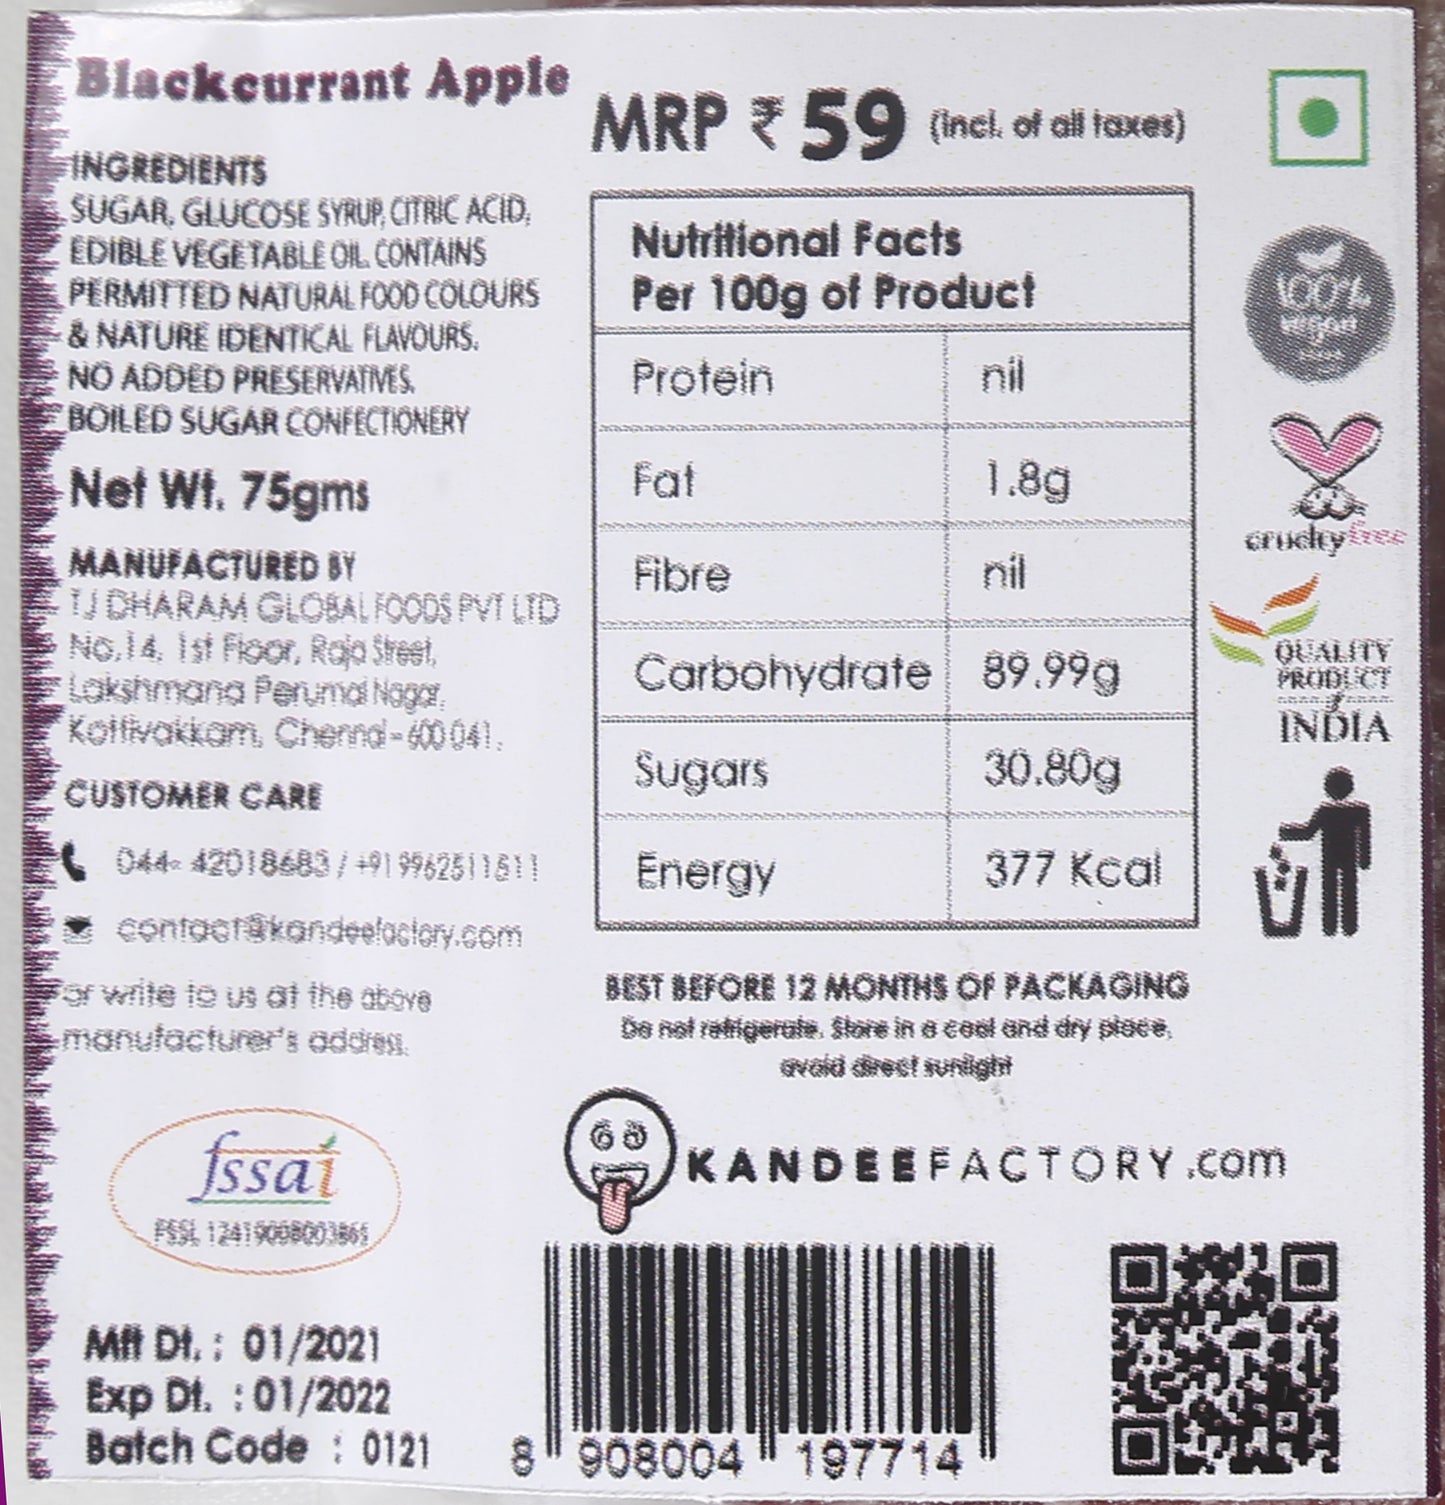 Blackcurrant Apple
INGREDIENTS
SUGAR, GLUCOSE SYRUP, CITRIC ACID,
EDIBLE VEGETABLE OIL. CONTAINS
PERMITTED NATURAL FOOD COLOURS
& NATURE IDENTICAL FLAVOURS.
NO ADDED PRESERVATIVES.
BOILED SUGAR CONFECTIONERY
Net Wt. 75gms
MANUFACTURED BY
TJ DHARAM GLOBAL FOODS PVT LTD
No.14, 1st Floor, Raja Street,
Lakshmana Perumal Nagar,
Kottivakkam, Chennai - 600 041.
CUSTOMER CARE
044- 42018683 / +91 9962511511
contact@kandeefactory.com
or write to us at the above
manufacturer's address.
fssai
FSSL 12419008003865
Mft Dt. : 01/2021
Exp Dt. : 01/2022
Batch Code : 0121
MRP ₹ 59 (incl. of all taxes)
Nutritional Facts
Per 100g of Product
Protein nil
Fat 1.8g
Fibre nil
Carbohydrate 89.99g
Sugars 30.80g
Energy 377 Kcal
BEST BEFORE 12 MONTHS OF PACKAGING
Do not refrigerate. Store in a cool and dry place,
avoid direct sunlight
KANDEEFACTORY.com
8 908004 197714
100%
vegan
cruelty free
QUALITY
PRODUCT
of
INDIA